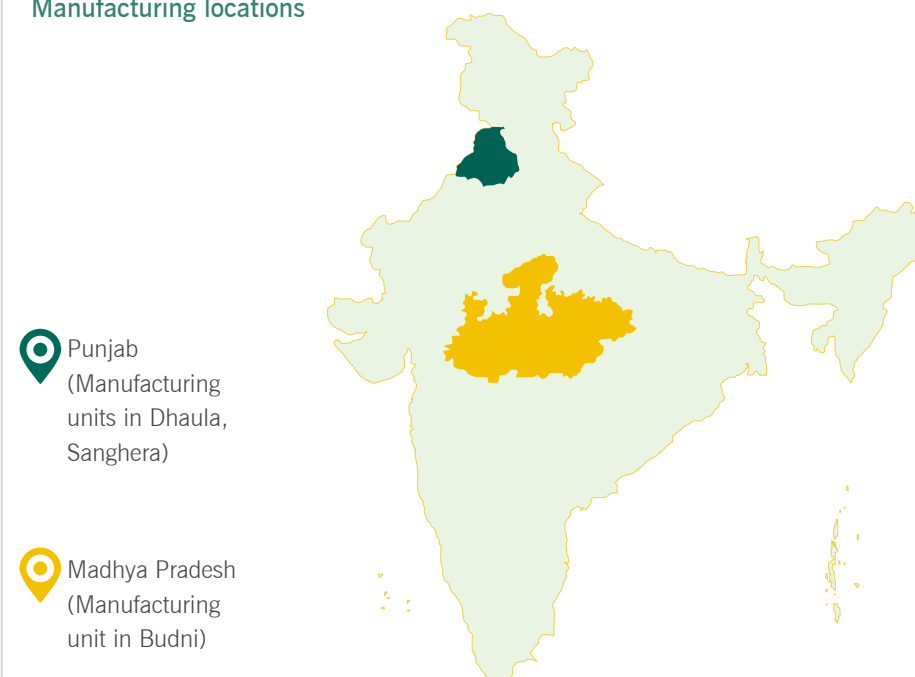 Manufacturing locations
Punjab
(Manufacturing
units in Dhaula,
Sanghera)
Madhya Pradesh
(Manufacturing
unit in Budni)